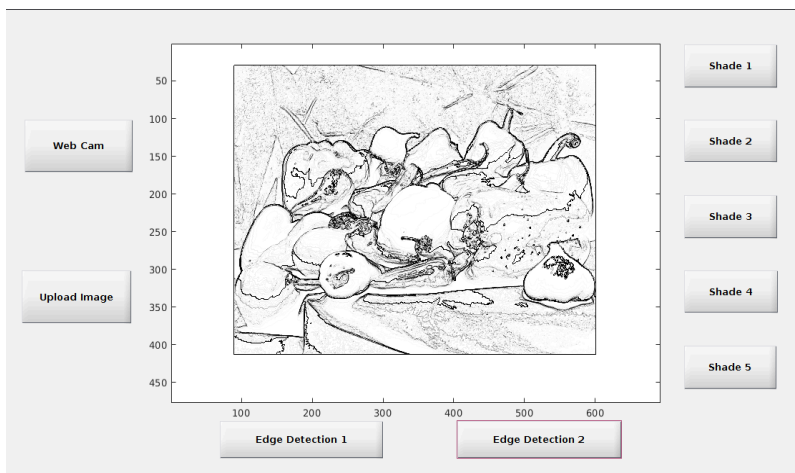 Web Cam
Upload Image
50
100
150
200
250
300
350
400
450
100 200 300 400 500 600
Edge Detection 1
Edge Detection 2
Shade 1
Shade 2
Shade 3
Shade 4
Shade 5